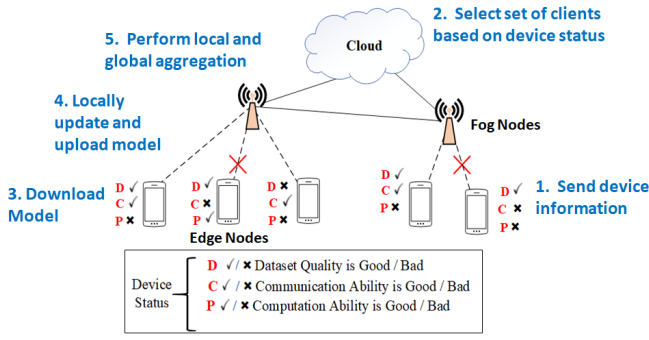 2. Select set of clients
based on device status
5. Perform local and
global aggregation
Cloud
4. Locally
update and
upload model
Fog Nodes
3. Download
Model
D ✓
C ✓
P ✖
D ✓
C ✖
P ✓
D ✖
C ✓
P ✖
D ✓
C ✓
P ✖
D ✓
C ✖
P ✖
1. Send device
information
Edge Nodes
Device
Status
D ✓/✖ Dataset Quality is Good / Bad
C ✓/✖ Communication Ability is Good / Bad
P ✓/✖ Computation Ability is Good / Bad